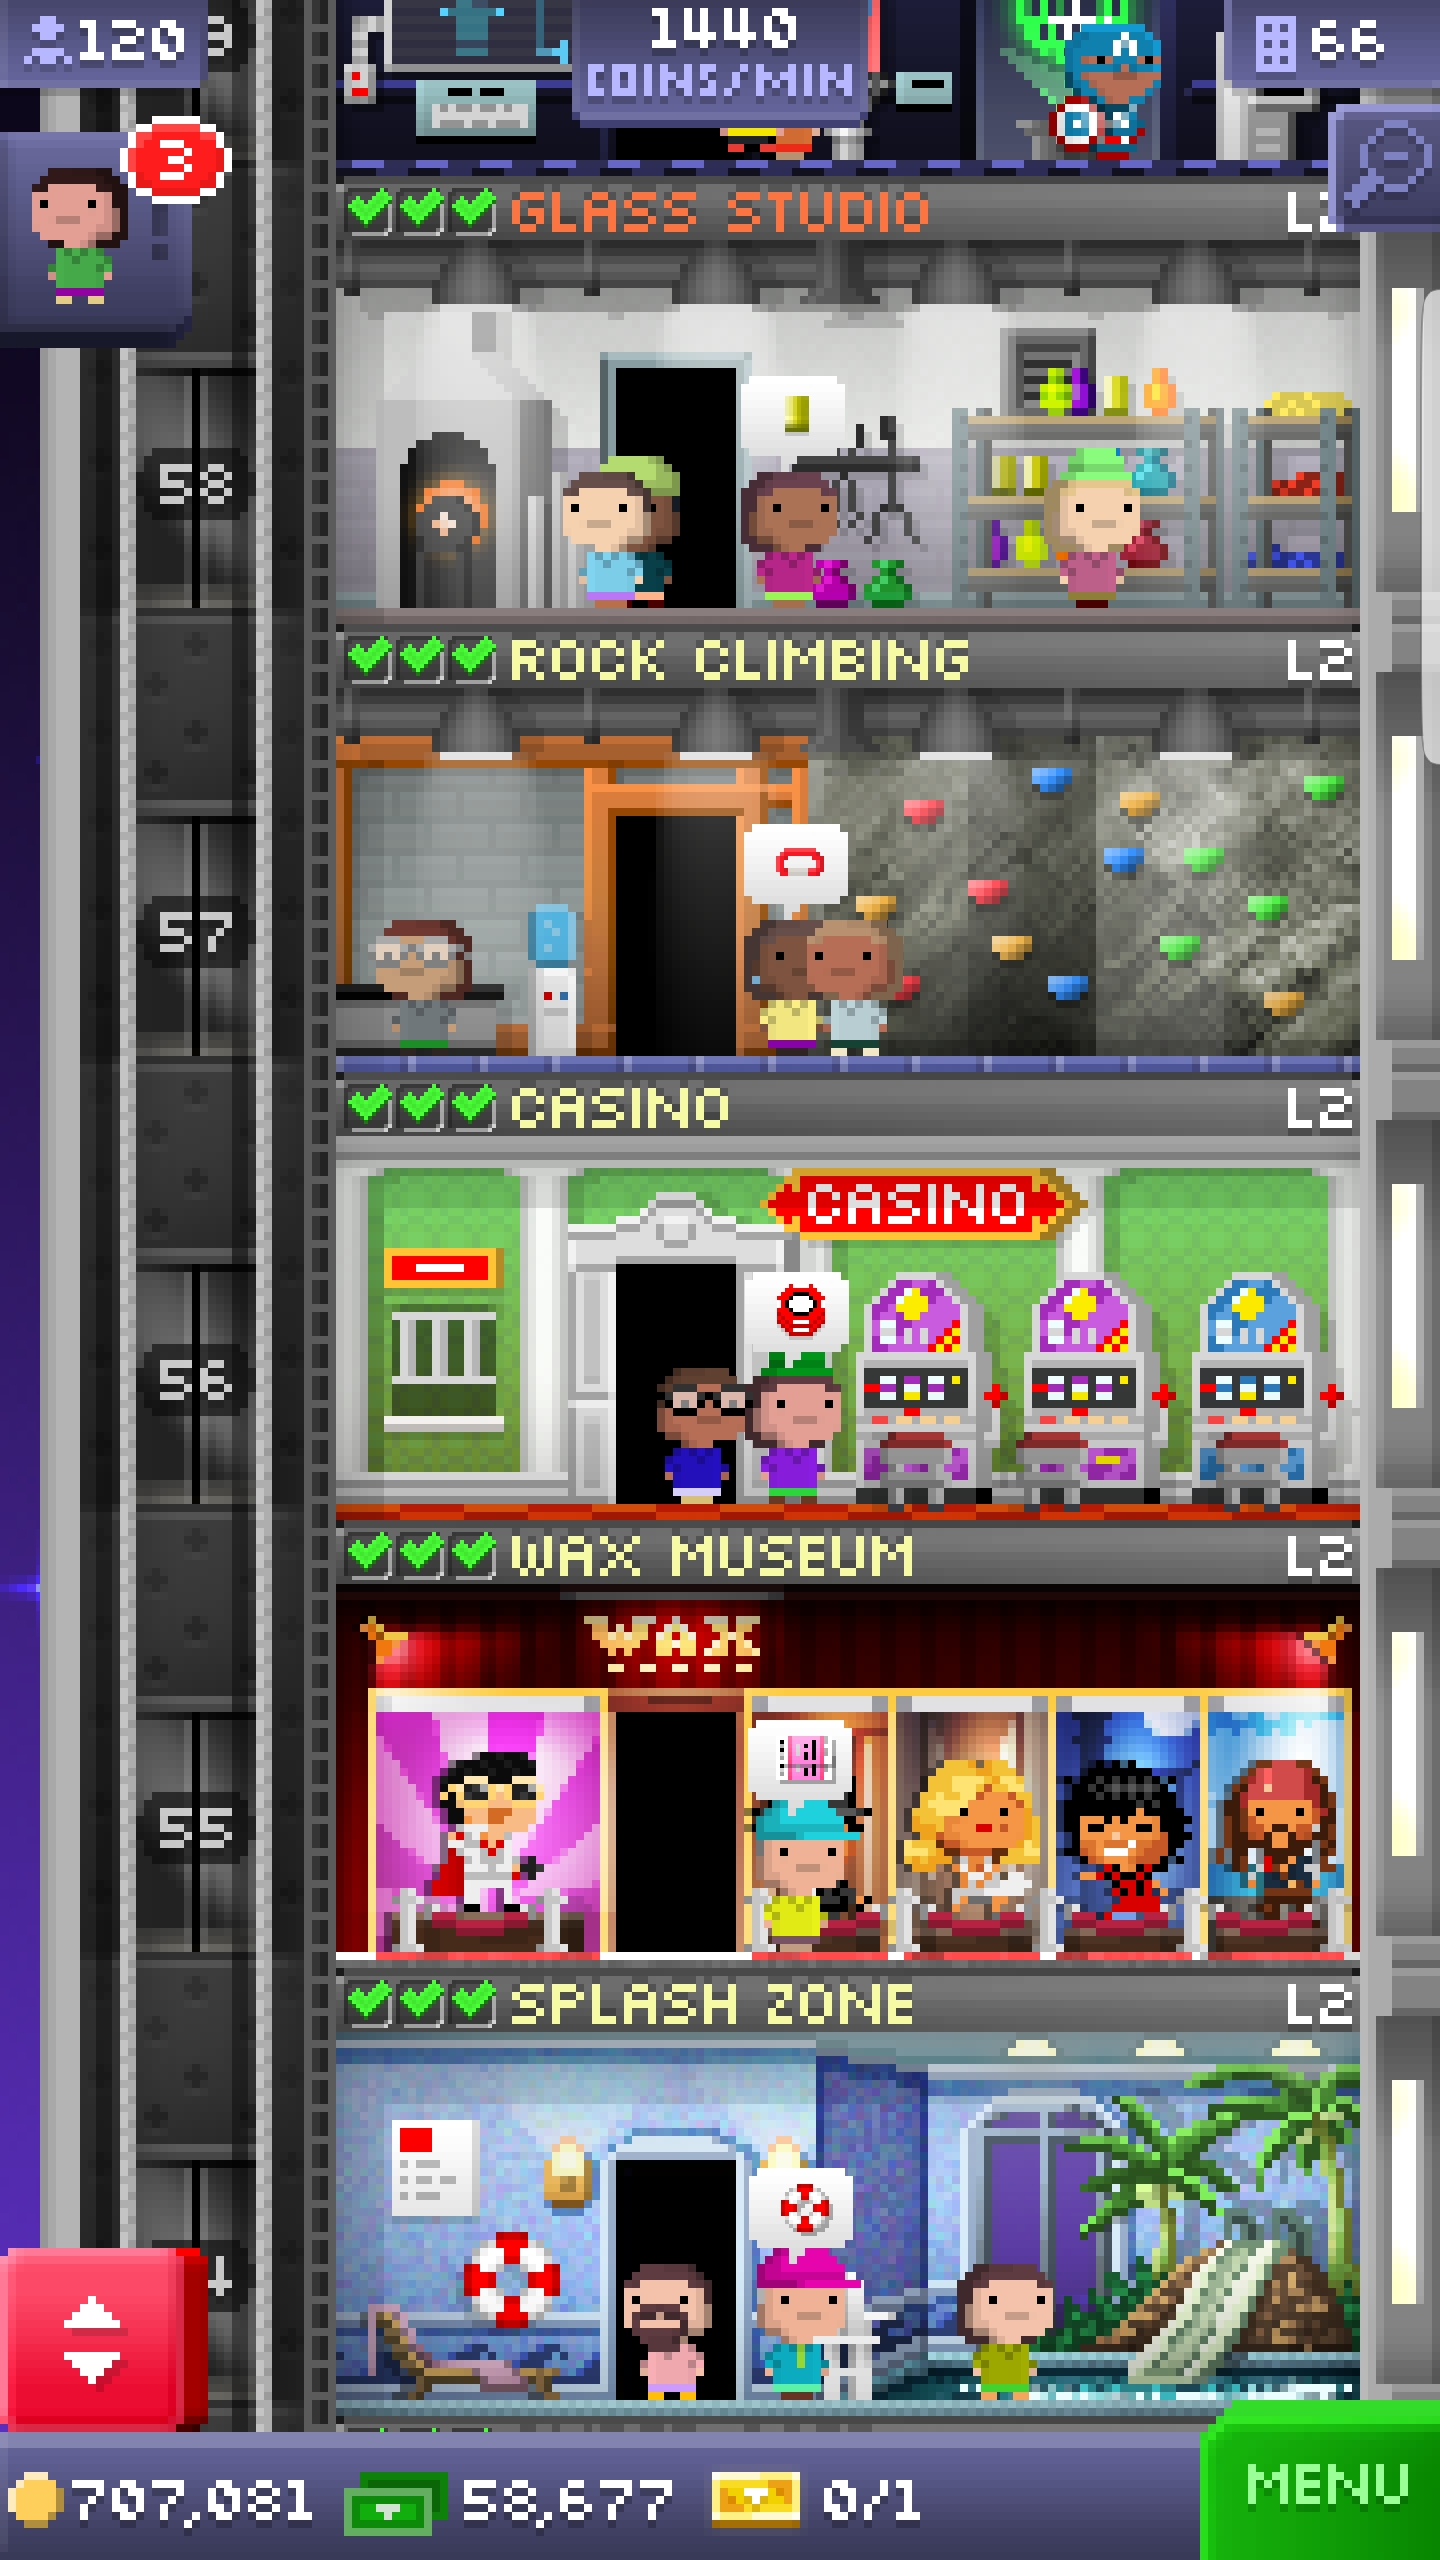 120
1440
COINS/MIN
66
3
GLASS STUDIO
58
ROCK CLIMBING L2
57
CASINO L2
CASINO
56
WAX MUSEUM L2
WAX
55
SPLASH ZONE L2
707,081 58,677 0/1
MENU